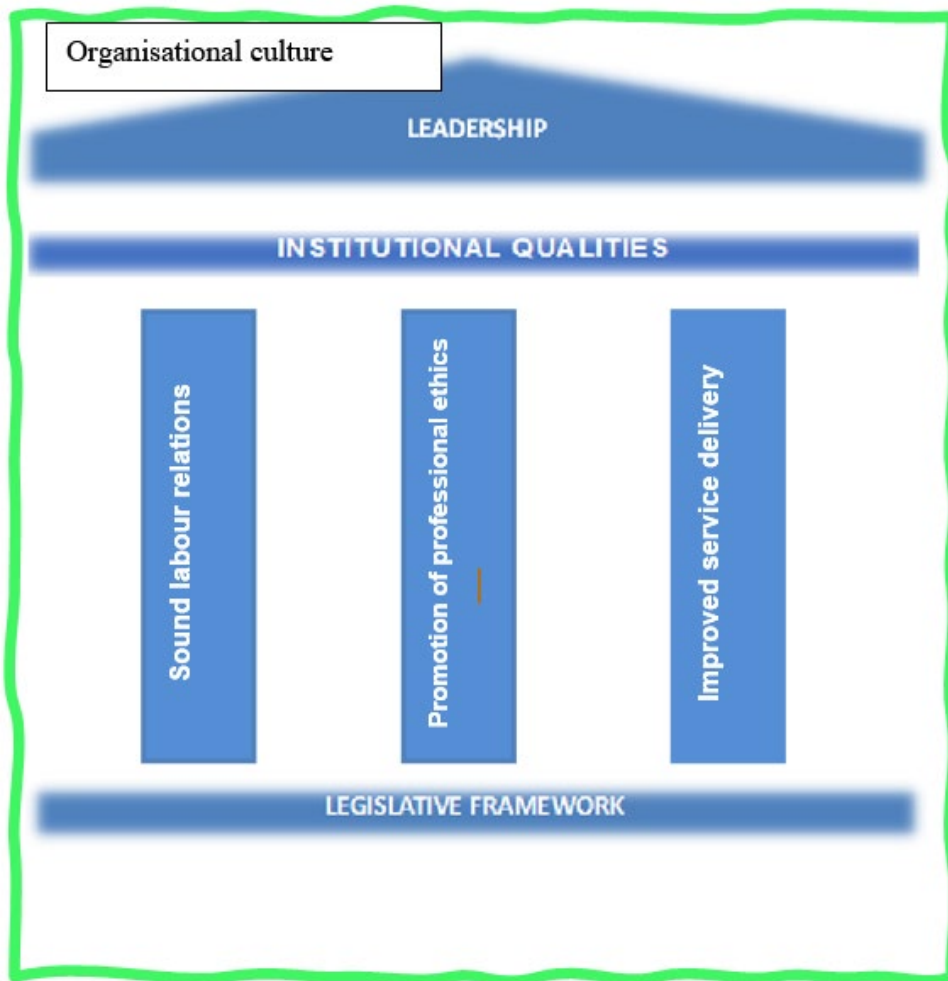 Organisational culture
LEADERSHIP
INSTITUTIONAL QUALITIES
Sound labour relations
Promotion of professional ethics
Improved service delivery
LEGISLATIVE FRAMEWORK